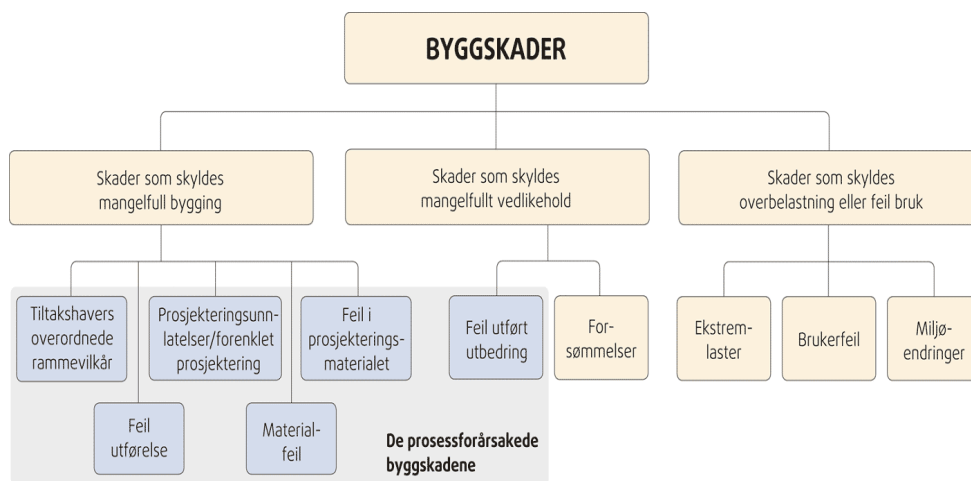 BYGGSKADER
Skader som skyldes
mangelfull bygging
Skader som skyldes
mangelfullt vedlikehold
Skader som skyldes
overbelastning eller feil bruk
Tiltakshavers
overordnede
rammevilkår
Prosjekteringsunn-
latelser/forenklet
prosjektering
Feil i
prosjekterings-
materialet
Feil utført
utbedring
For-
sømmelser
Ekstrem-
laster
Brukerfeil
Miljø-
endringer
Feil
utførelse
Material-
feil
De prosessforårsakede
byggskadene